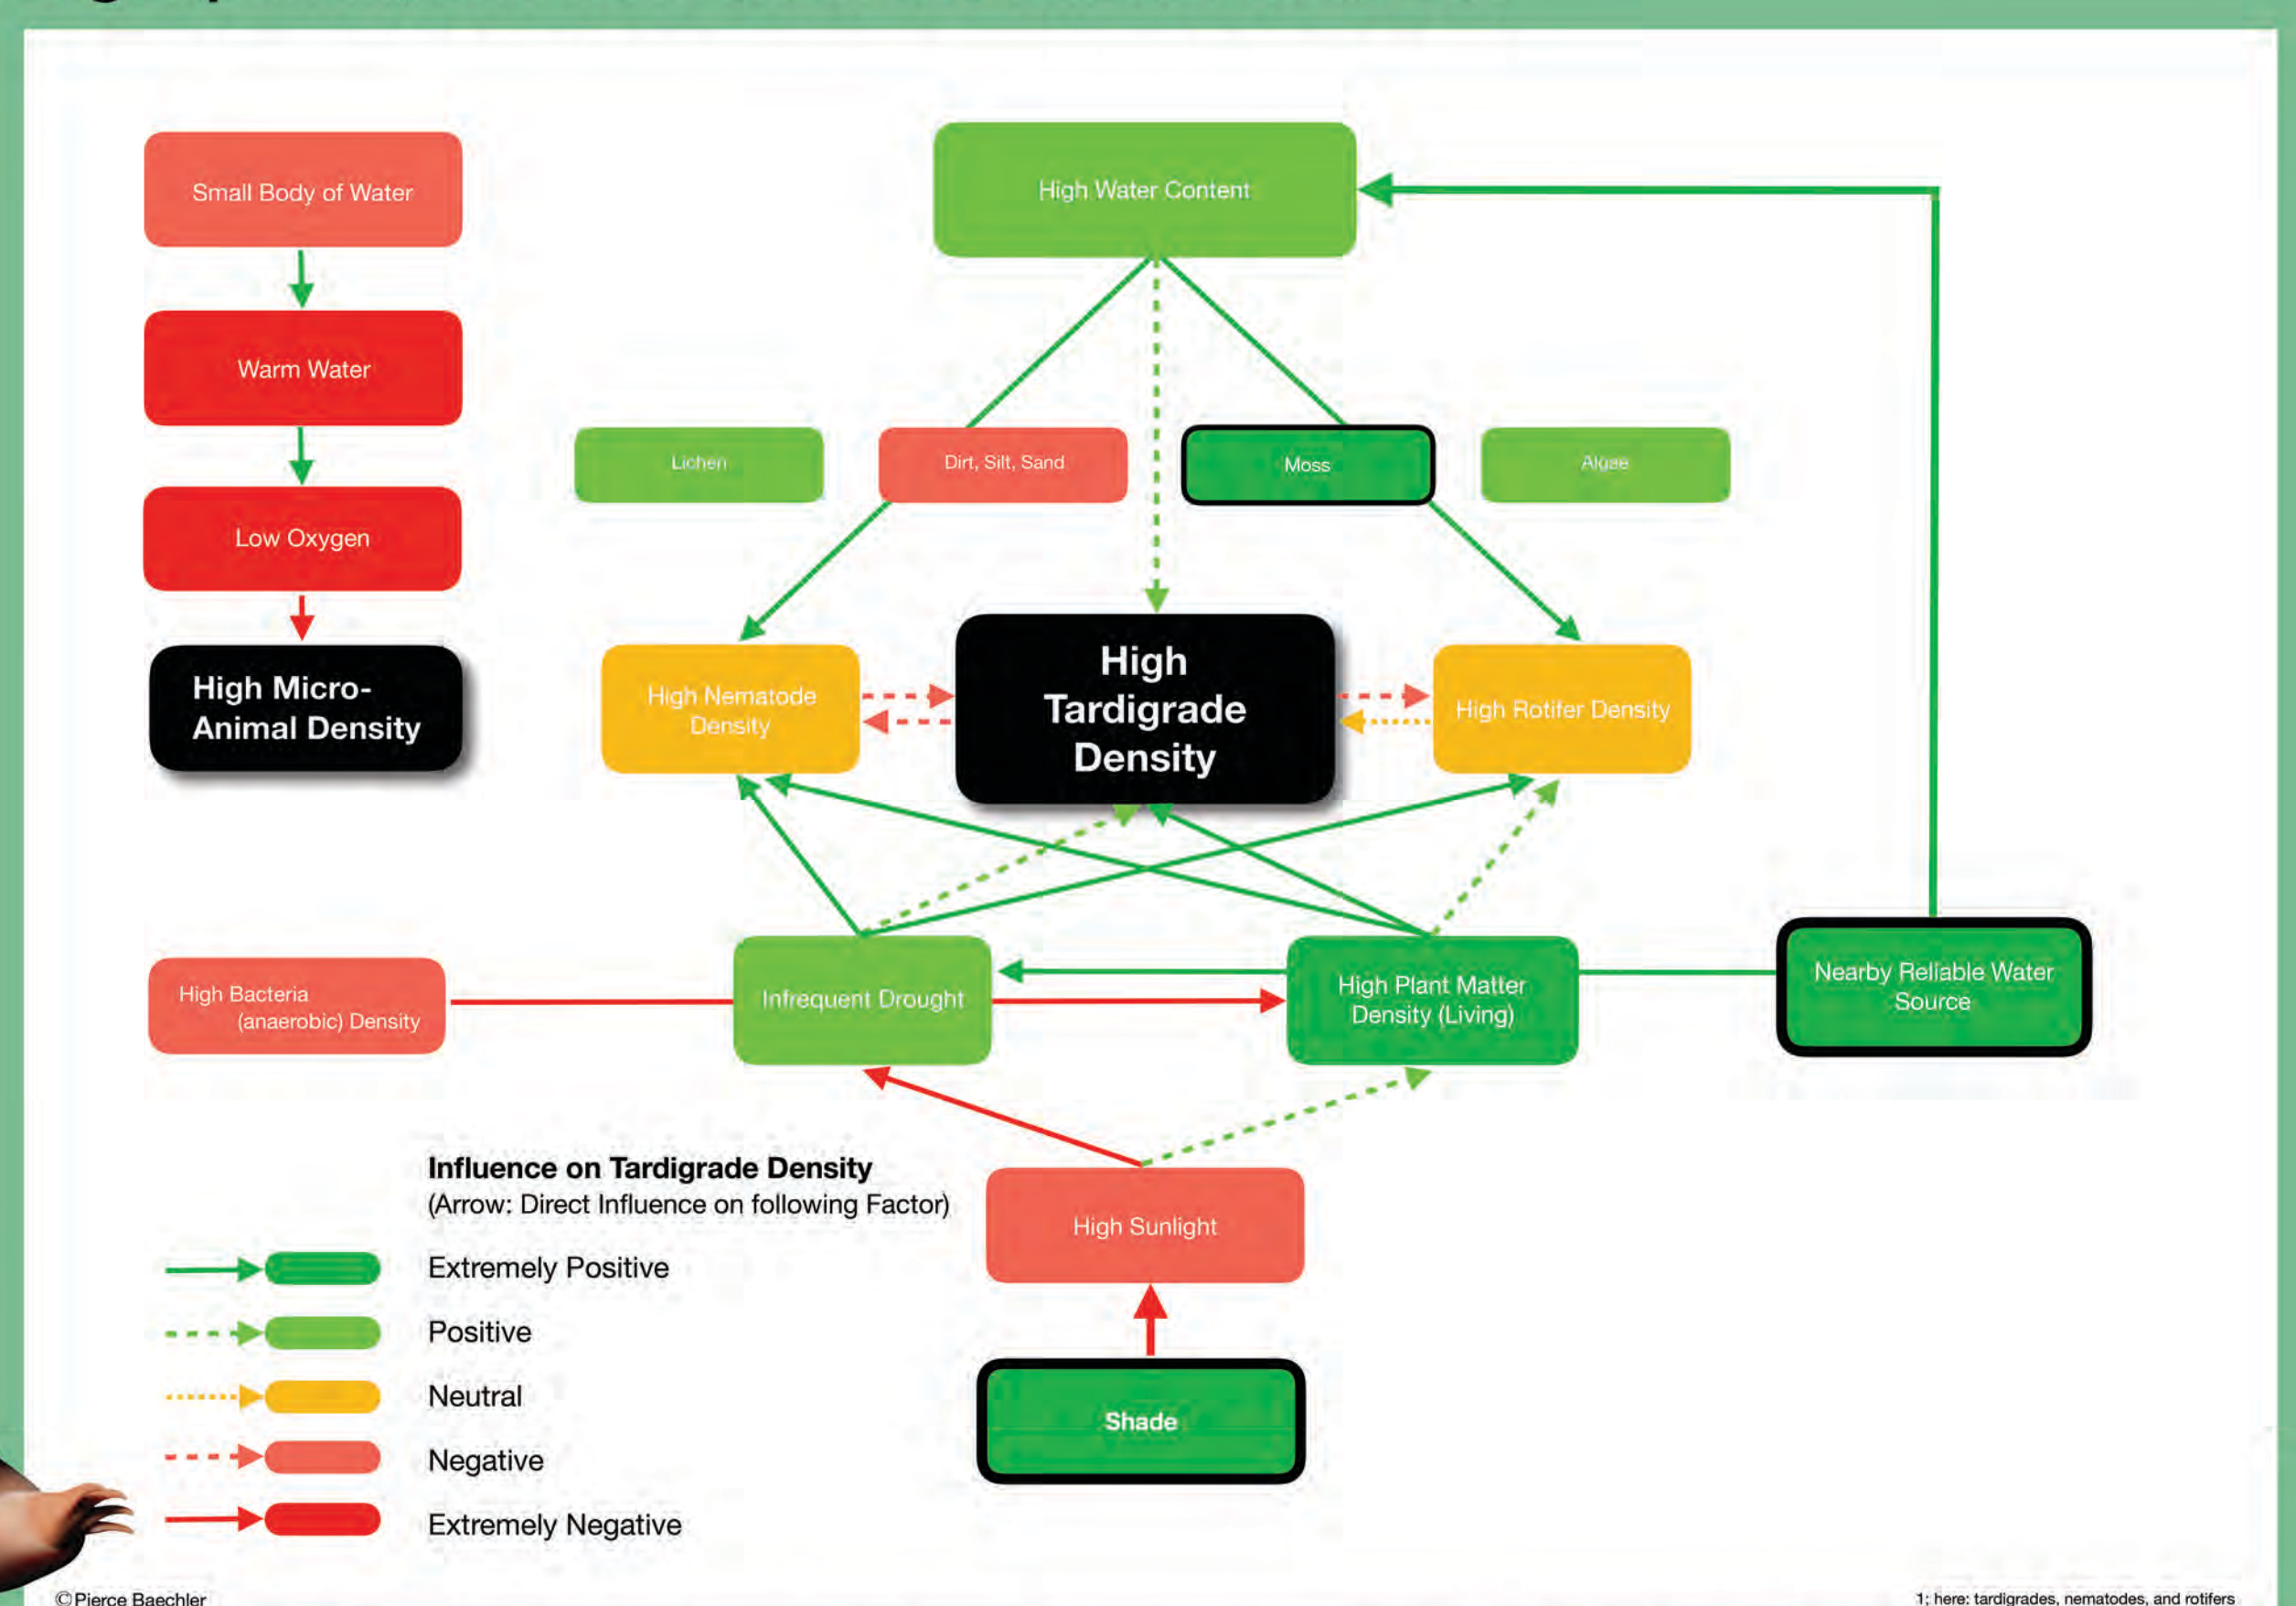 Small Body of Water
High Water Content
Warm Water
Lichen
Dirt, Silt, Sand
Moss
Algae
Low Oxygen
High Micro-
Animal Density
High Nematode
Density
High
Tardigrade
Density
High Rotifer Density
High Bacteria
(anaerobic) Density
Infrequent Drought
High Plant Matter
Density (Living)
Nearby Reliable Water
Source
Influence on Tardigrade Density
(Arrow: Direct Influence on following Factor)
High Sunlight
Extremely Positive
Positive
Neutral
Shade
Negative
Extremely Negative
©Pierce Baechler
1; here: tardigrades, nematodes, and rotifers